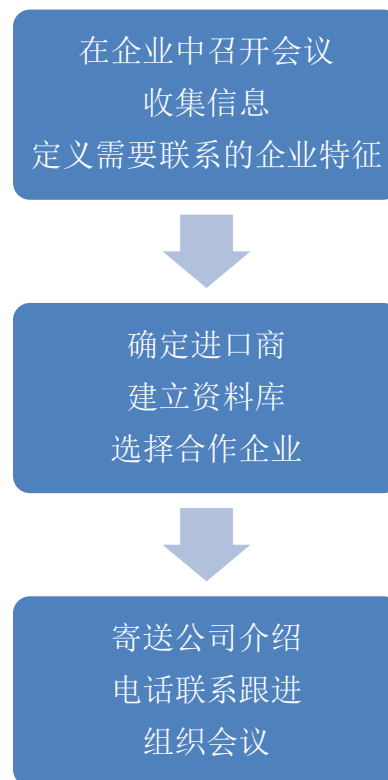 在企业中召开会议
收集信息
定义需要联系的企业特征
确定进口商
建立资料库
选择合作企业
寄送公司介绍
电话联系跟进
组织会议